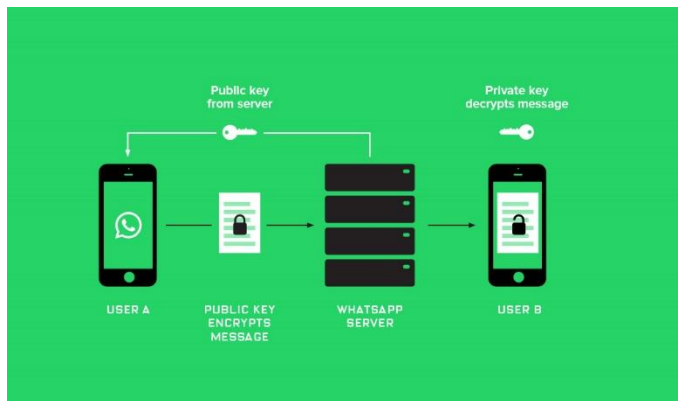 Public key
from server
Private key
decrypts message
USER A
PUBLIC KEY
ENCRYPTS
MESSAGE
WHATSAPP
SERVER
USER B